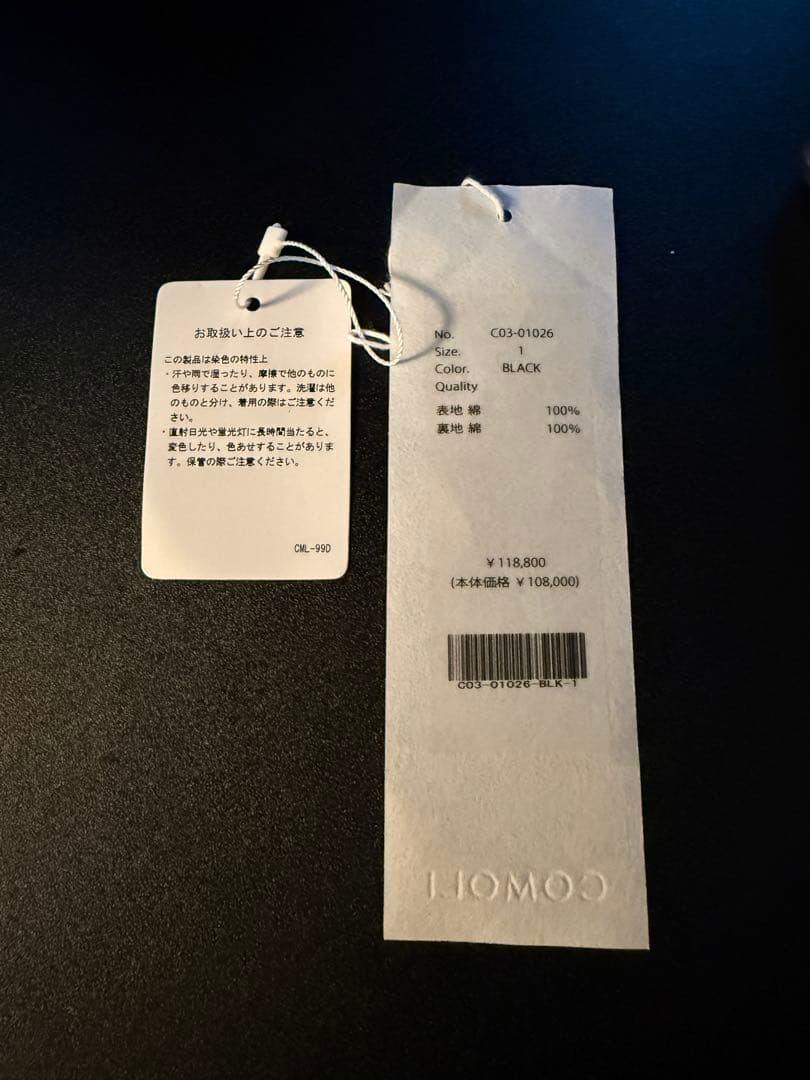 お取扱い上のご注意
この製品は染色の特性上
・汗や雨で湿ったり、摩擦で他のものに
色移りすることがあります。洗濯は他
のものと分け、着用の際はご注意くだ
さい。
・直射日光や蛍光灯に長時間当たると、
変色したり、色あせすることがありま
す。保管の際ご注意ください。
CML-99D
No. C03-01026
Size. 1
Color. BLACK
Quality
表地 綿 100%
裏地 綿 100%
¥118,800
(本体価格 ¥108,000)
C03-01026-BLK-1
COMOLI